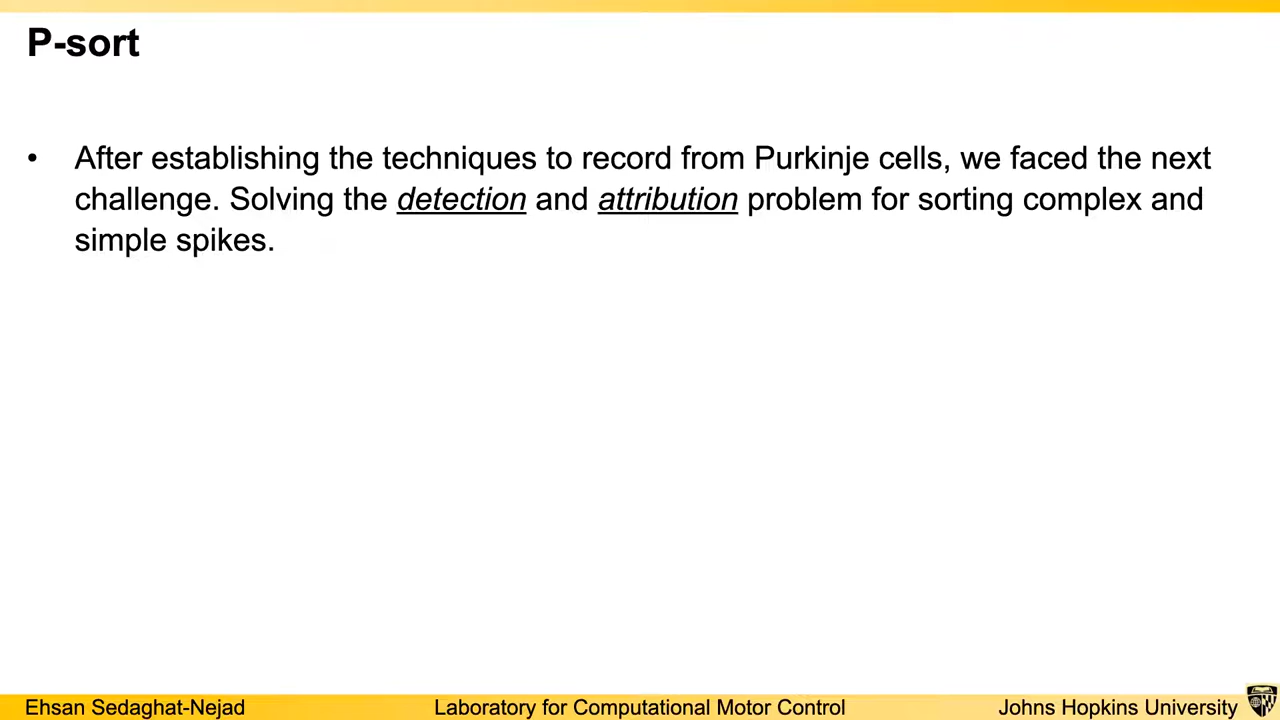 P-sort
• After establishing the techniques to record from Purkinje cells, we faced the next
challenge. Solving the detection and attribution problem for sorting complex and
simple spikes.
Ehsan Sedaghat-Nejad
Laboratory for Computational Motor Control
Johns Hopkins University